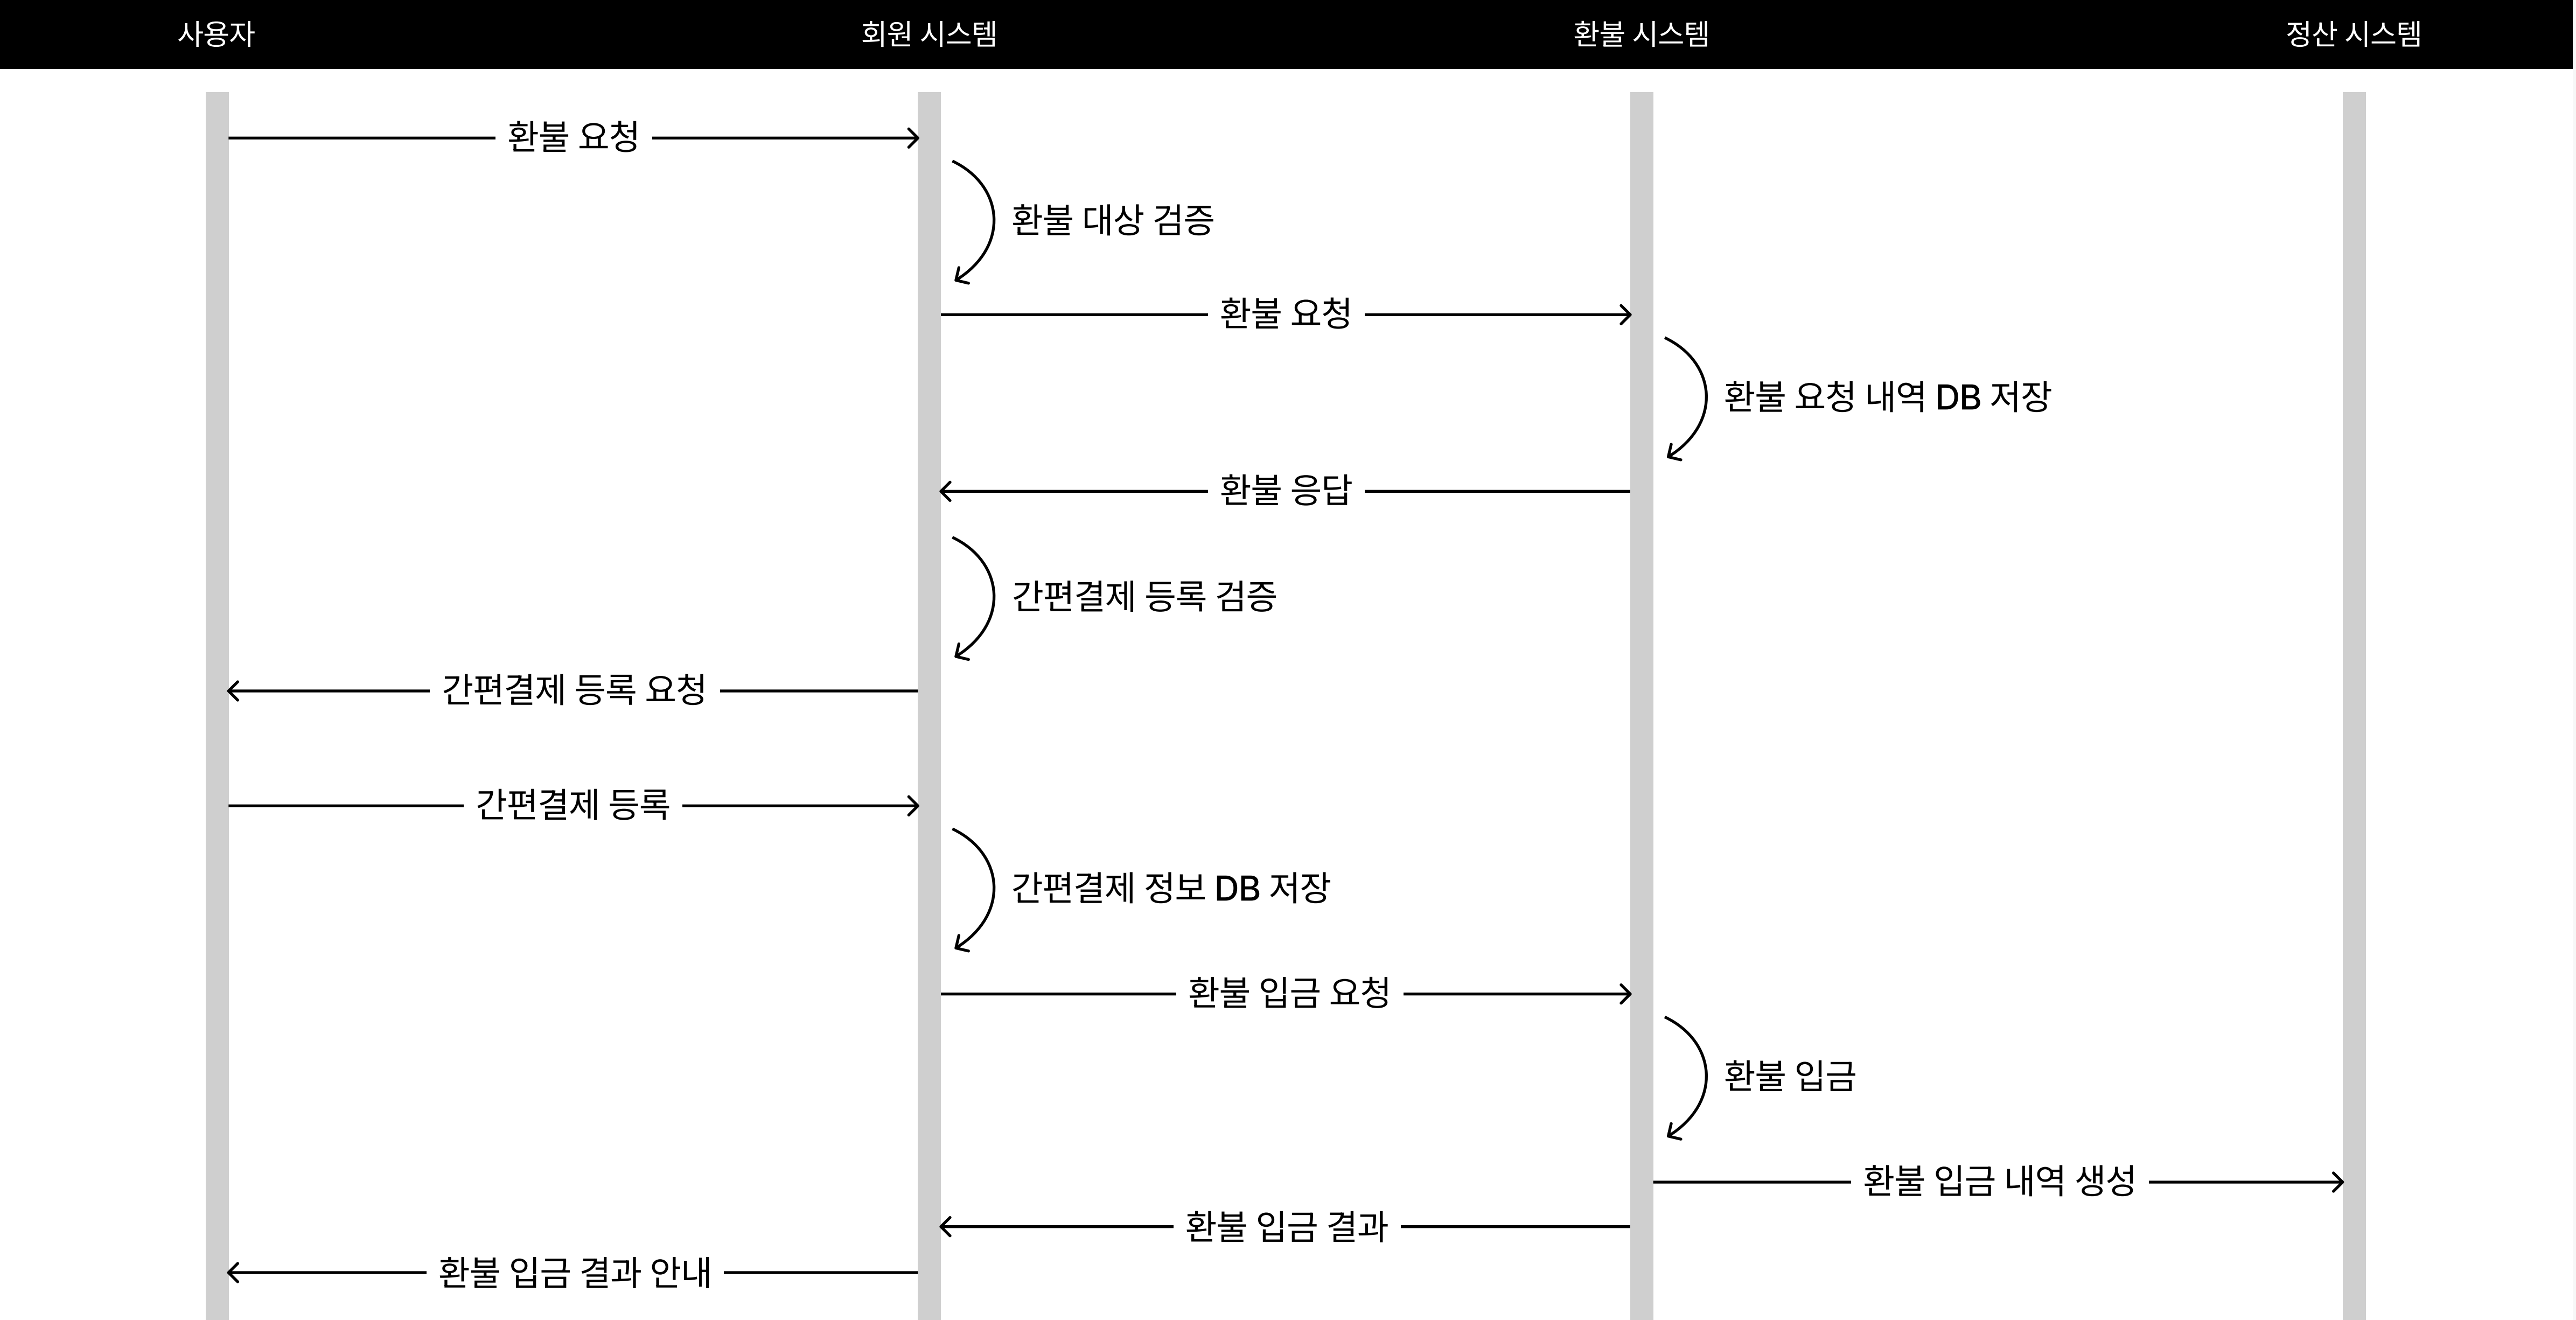 사용자
회원 시스템
환불 시스템
정산 시스템
환불 요청
환불 대상 검증
환불 요청
환불 요청 내역 DB 저장
환불 응답
간편결제 등록 검증
간편결제 등록 요청
간편결제 등록
간편결제 정보 DB 저장
환불 입금 요청
환불 입금
환불 입금 내역 생성
환불 입금 결과
환불 입금 결과 안내